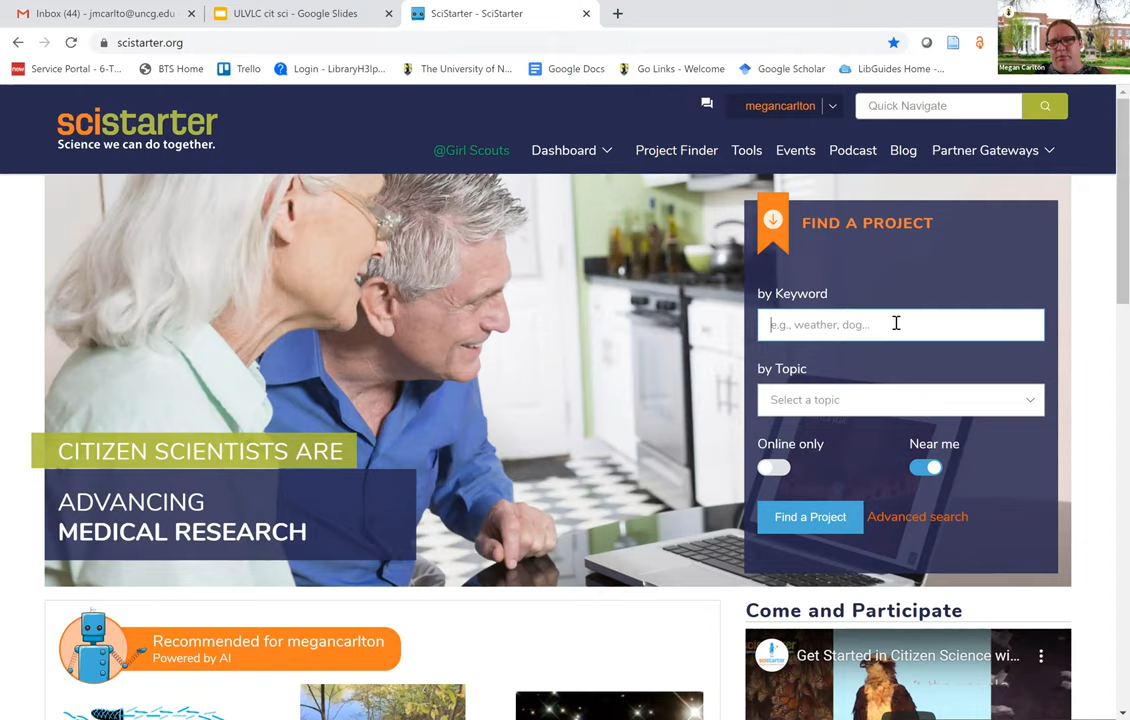 Inbox (44) - jmcarlto@uncg.edu
ULVLC cit sci - Google Slides
SciStarter - SciStarter
scistarter.org
Megan Carlton
Service Portal - 6-T...
BTS Home
Trello
Login - LibraryH3lp...
The University of N...
Google Docs
Go Links - Welcome
Google Scholar
LibGuides Home -...
scistarter
Science we can do together.
megancarlton
Quick Navigate
@Girl Scouts
Dashboard
Project Finder
Tools
Events
Podcast
Blog
Partner Gateways
FIND A PROJECT
by Keyword
e.g., weather, dog...
by Topic
Select a topic
Online only
Near me
Find a Project
Advanced search
CITIZEN SCIENTISTS ARE
ADVANCING
MEDICAL RESEARCH
Recommended for megancarlton
Powered by AI
Come and Participate
scistarter
Get Started in Citizen Science wi...